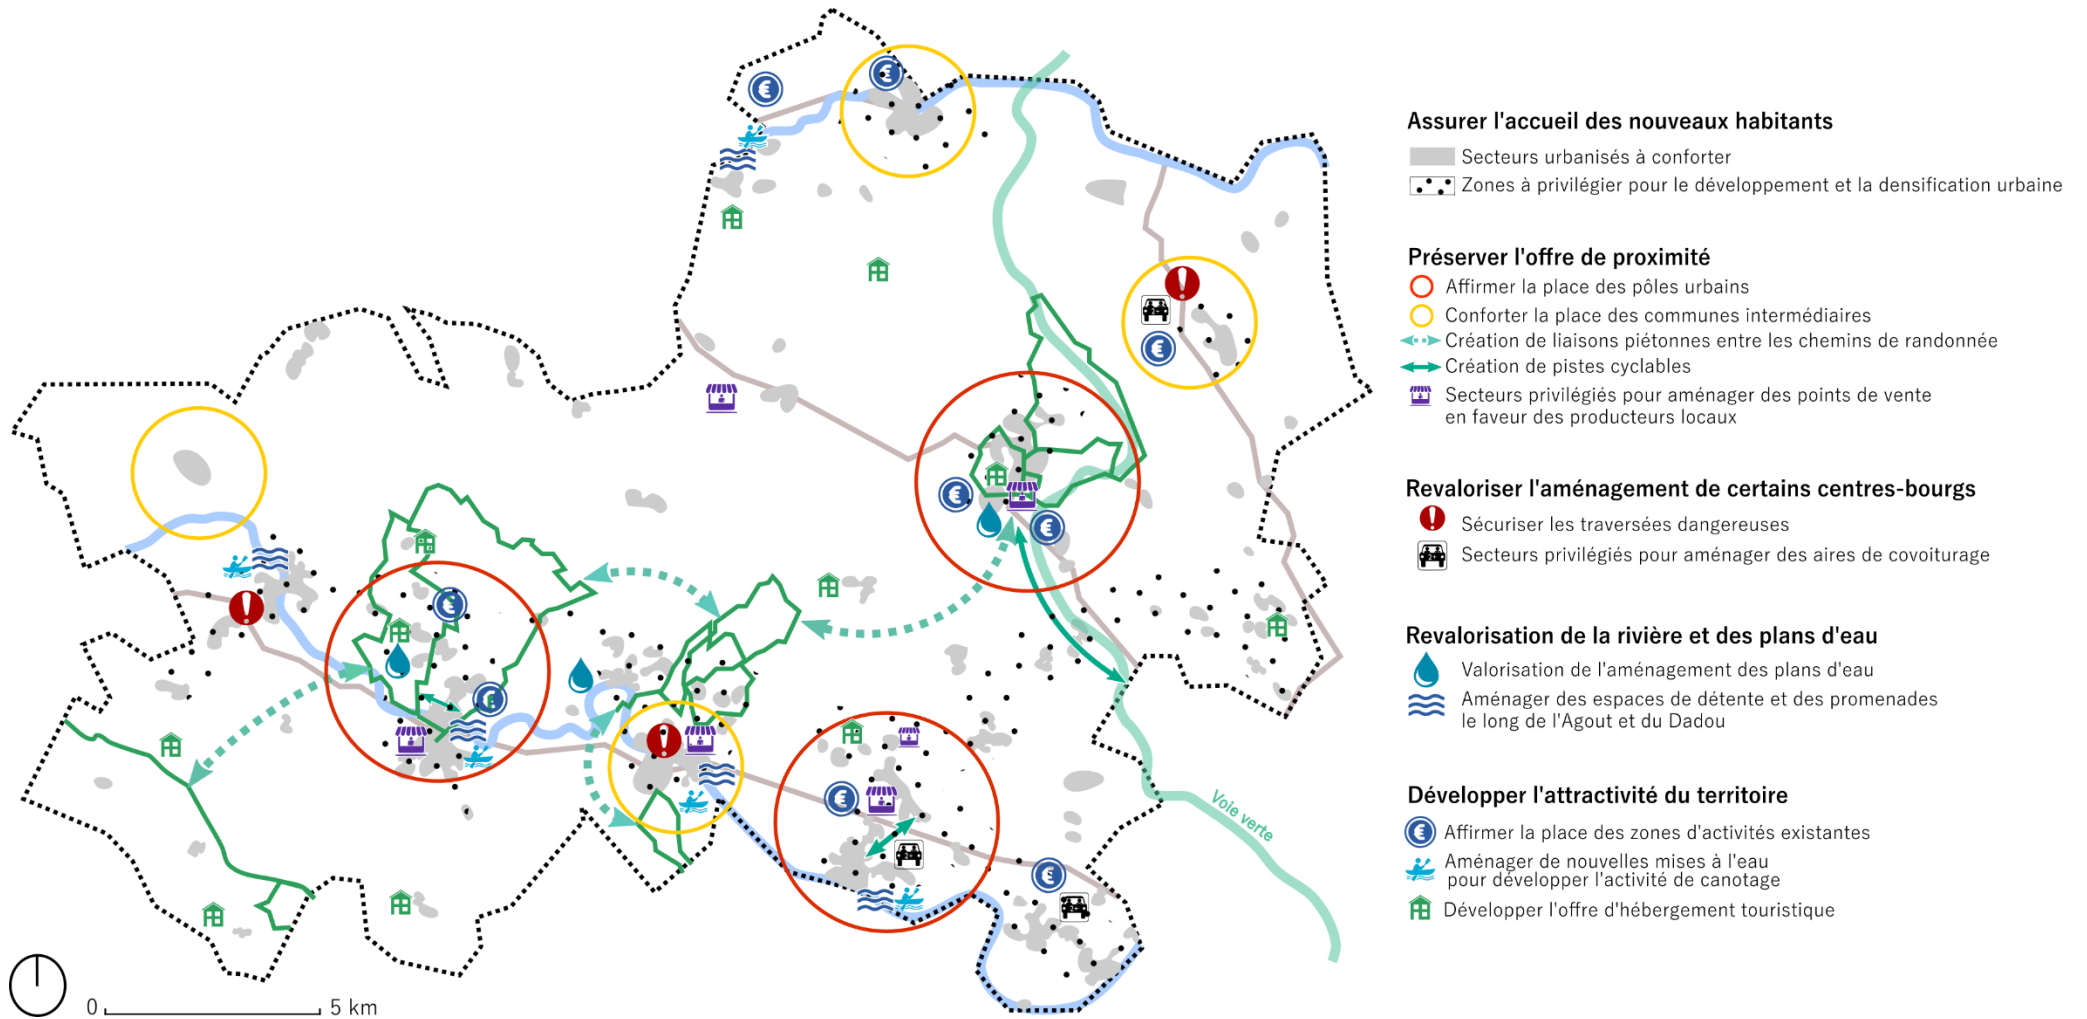 Assurer l'accueil des nouveaux habitants
Secteurs urbanisés à conforter
Zones à privilégier pour le développement et la densification urbaine
Préserver l'offre de proximité
Affirmer la place des pôles urbains
Conforter la place des communes intermédiaires
Création de liaisons piétonnes entre les chemins de randonnée
Création de pistes cyclables
Secteurs privilégiés pour aménager des points de vente
en faveur des producteurs locaux
Revaloriser l'aménagement de certains centres-bourgs
Sécuriser les traversées dangereuses
Secteurs privilégiés pour aménager des aires de covoiturage
Revalorisation de la rivière et des plans d'eau
Valorisation de l'aménagement des plans d'eau
Aménager des espaces de détente et des promenades
le long de l'Agout et du Dadou
Développer l'attractivité du territoire
Affirmer la place des zones d'activités existantes
Aménager de nouvelles mises à l'eau
pour développer l'activité de canotage
Développer l'offre d'hébergement touristique
Voie verte
0 5 km